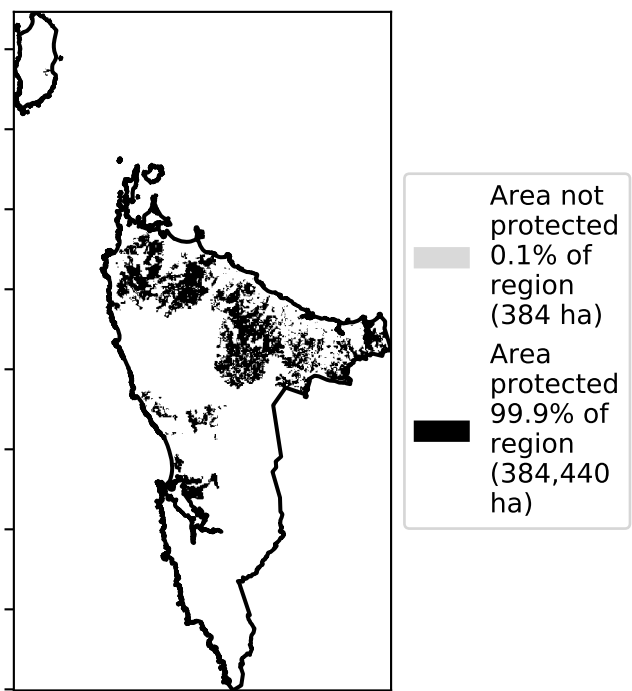 Area not
protected
0.1% of
region
(384 ha)
Area
protected
99.9% of
region
(384,440
ha)